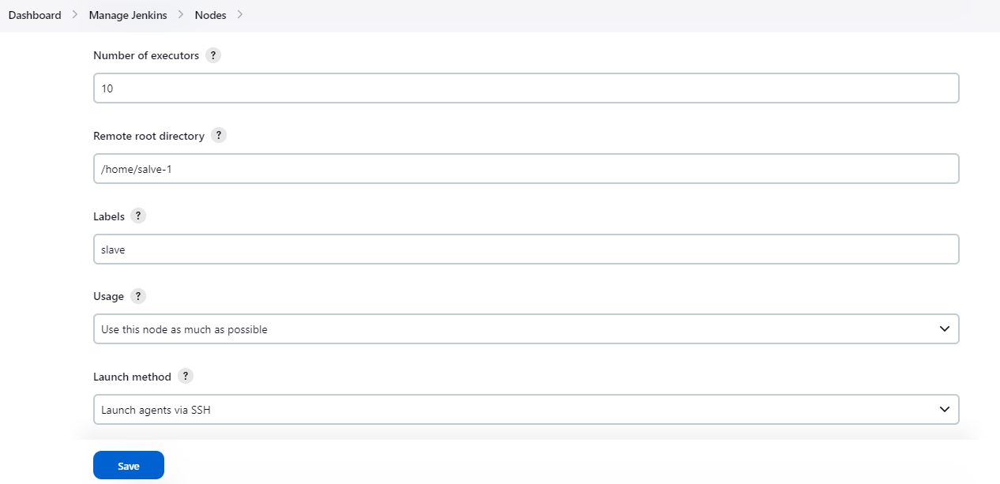 Dashboard > Manage Jenkins > Nodes >
Number of executors ?
10
Remote root directory ?
/home/salve-1
Labels ?
slave
Usage ?
Use this node as much as possible
Launch method ?
Launch agents via SSH
Save